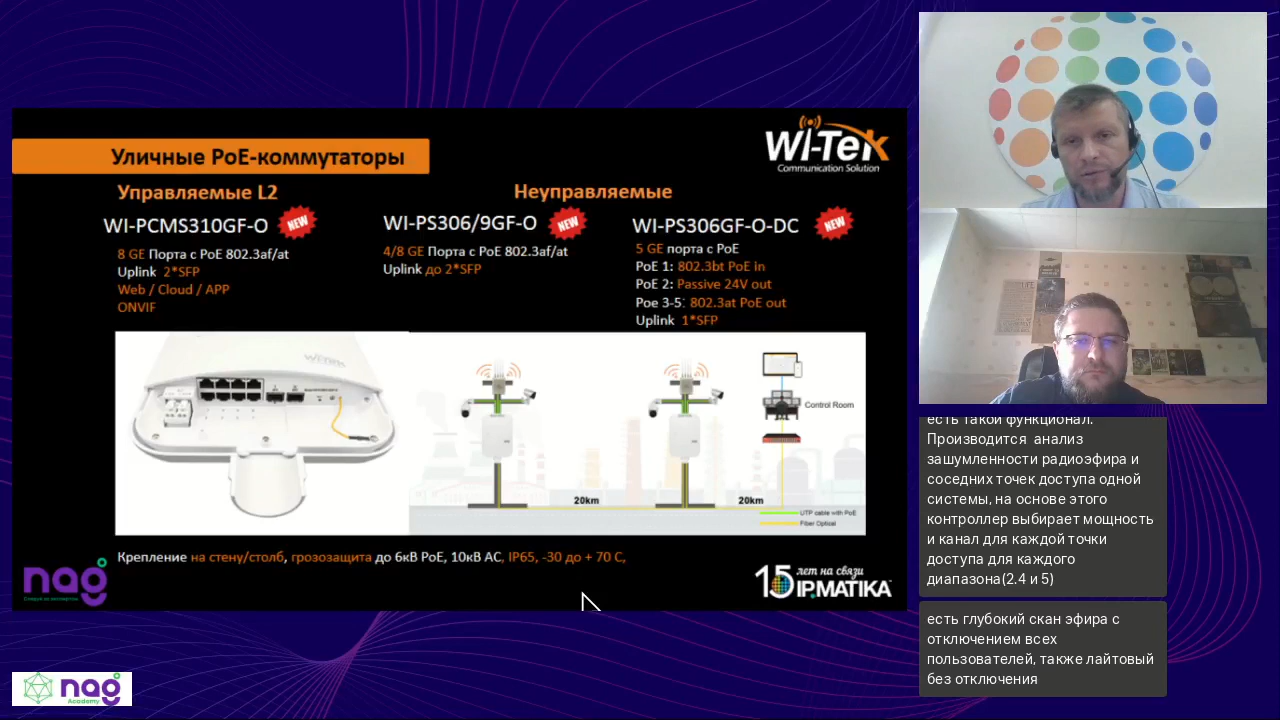 Уличные PoE-коммутаторы
Wi-Tek
Communication Solution
Управляемые L2
Неуправляемые
WI-PCMS310GF-O NEW
8 GE Порта с PoE 802.3af/at
Uplink 2*SFP
Web / Cloud / APP
ONVIF
WI-PS306/9GF-O NEW
4/8 GE Порта с PoE 802.3af/at
Uplink до 2*SFP
WI-PS306GF-O-DC NEW
5 GE порта с PoE
PoE 1: 802.3bt PoE in
PoE 2: Passive 24V out
Poe 3-5: 802.3at PoE out
Uplink 1*SFP
Wi-Tek
Control Room
20km
20km
UTP cable with PoE
Fiber Optical
Крепление на стену/столб, грозозащита до 6кВ PoE, 10кВ AC, IP65, -30 до + 70 С,
nag
15 лет на связи
IP.MATIKA
nag
Academy
есть такой функционал.
Производится анализ
зашумленности радиоэфира и
соседних точек доступа одной
системы, на основе этого
контроллер выбирает мощность
и канал для каждой точки
доступа для каждого
диапазона(2.4 и 5)
есть глубокий скан эфира с
отключением всех
пользователей, также лайтовый
без отключения